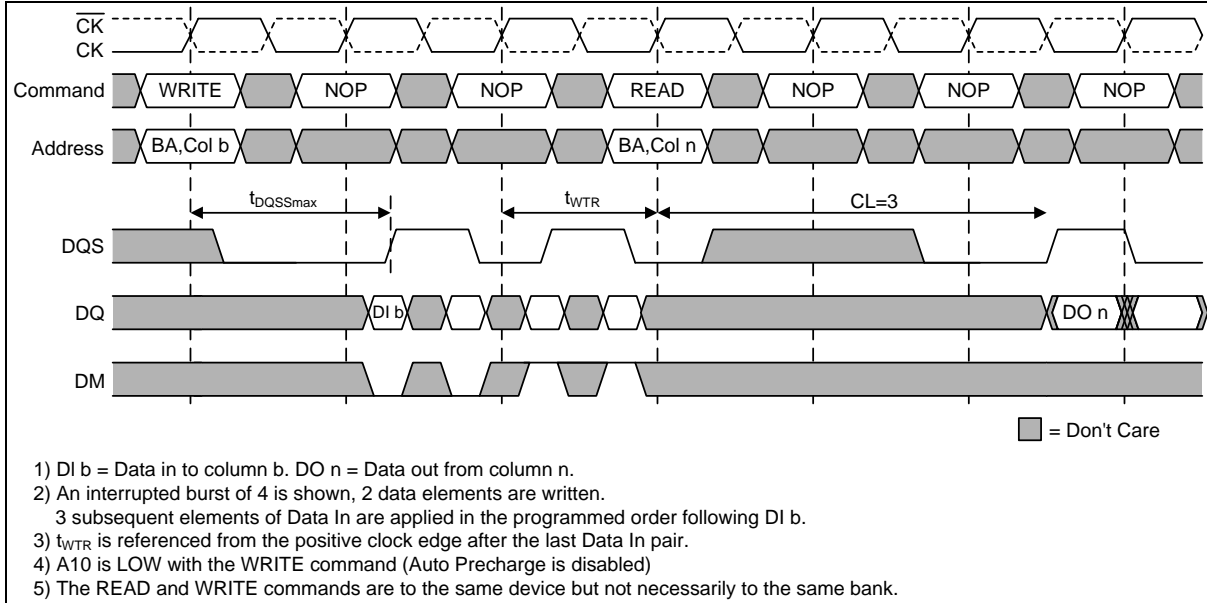 CK
CK
Command WRITE NOP NOP READ NOP NOP NOP
Address BA,Col b BA,Col n
tDQSSmax tWTR CL=3
DQS
DQ DI b DO n
DM
= Don't Care
1) DI b = Data in to column b. DO n = Data out from column n.
2) An interrupted burst of 4 is shown, 2 data elements are written.
3 subsequent elements of Data In are applied in the programmed order following DI b.
3) tWTR is referenced from the positive clock edge after the last Data In pair.
4) A10 is LOW with the WRITE command (Auto Precharge is disabled)
5) The READ and WRITE commands are to the same device but not necessarily to the same bank.